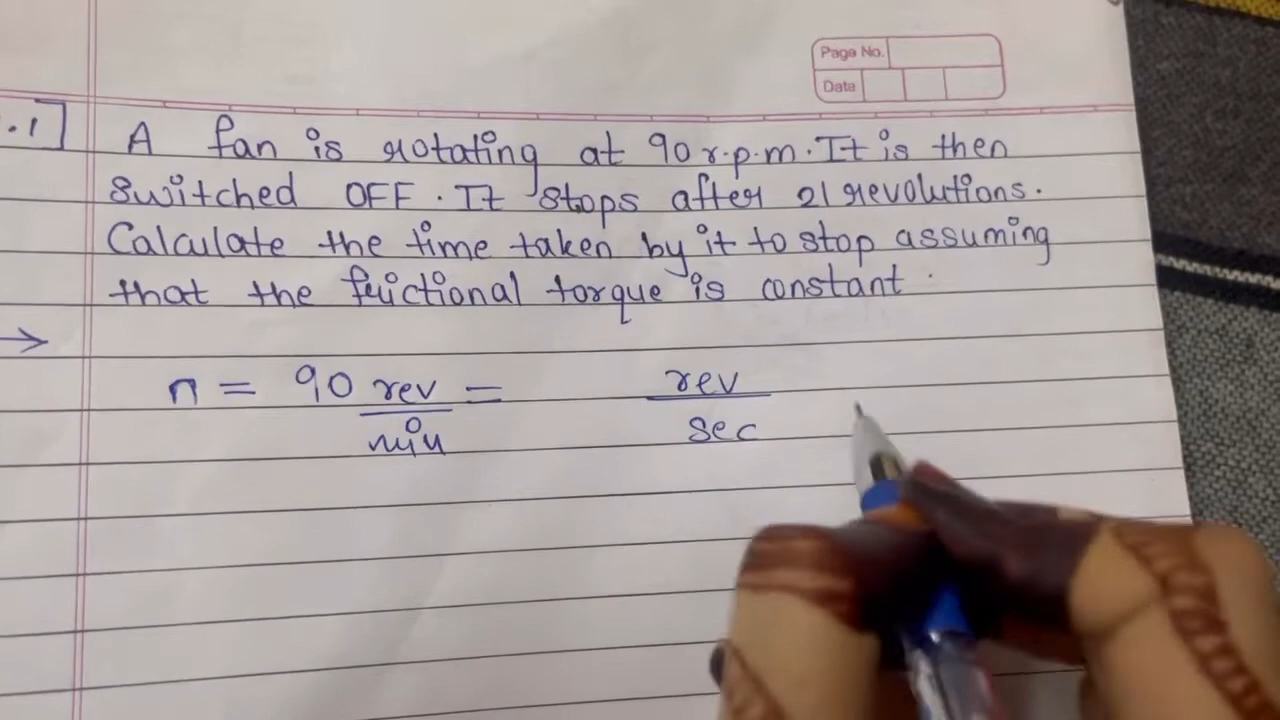 Page No.
Date
.1] A fan is rotating at 90 r.p.m. It is then
switched OFF. It stops after 21 revolutions.
Calculate the time taken by it to stop assuming
that the frictional torque is constant.
→
n = 90 rev/min = rev/sec